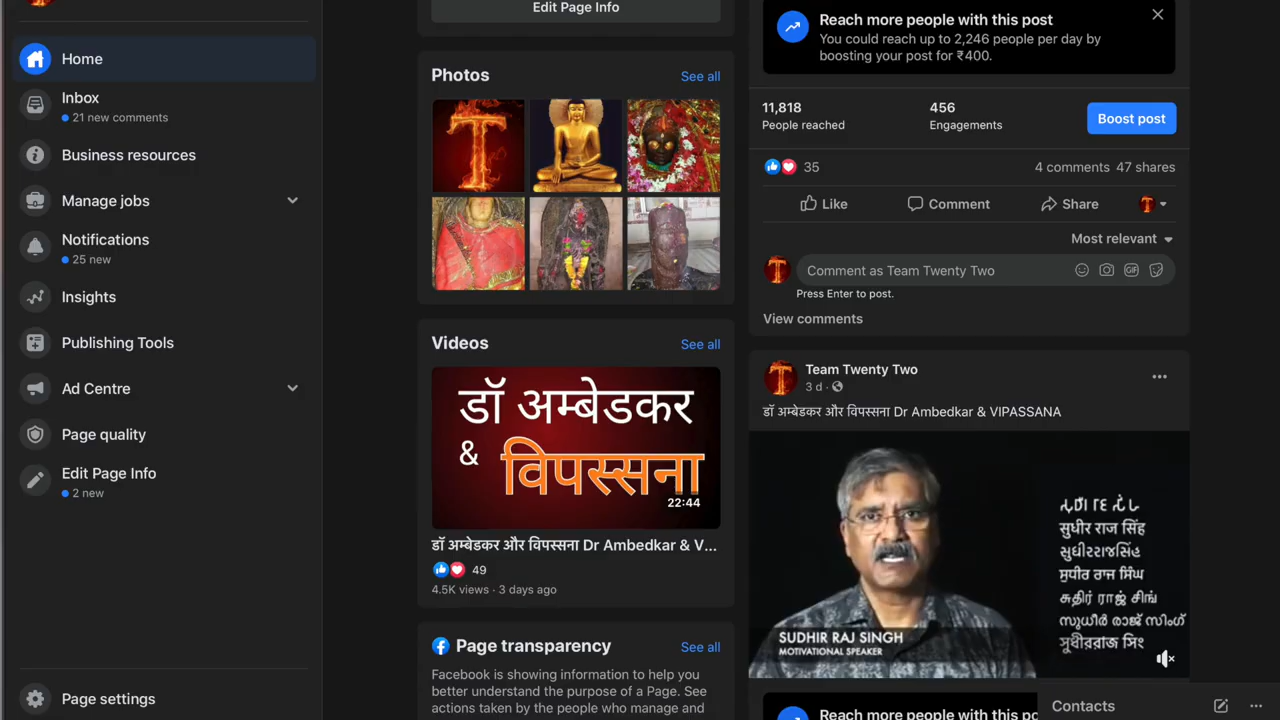 Home
Inbox
21 new comments
Business resources
Manage jobs
Notifications
25 new
Insights
Publishing Tools
Ad Centre
Page quality
Edit Page Info
2 new
Page settings
Edit Page Info
Photos
See all
Videos
See all
डॉ अम्बेडकर
&
विपस्सना
22:44
डॉ अम्बेडकर और विपस्सना Dr Ambedkar & V...
49
4.5K views · 3 days ago
Page transparency
See all
Facebook is showing information to help you
better understand the purpose of a Page. See
actions taken by the people who manage and
Reach more people with this post
You could reach up to 2,246 people per day by
boosting your post for ₹400.
11,818
People reached
456
Engagements
Boost post
35
4 comments 47 shares
Like
Comment
Share
Most relevant
Comment as Team Twenty Two
GIF
Press Enter to post.
View comments
Team Twenty Two
3 d
डॉ अम्बेडकर और विपस्सना Dr Ambedkar & VIPASSANA
सुधीर राज सिंह
SUDHIR RAJ SINGH
MOTIVATIONAL SPEAKER
Reach more people with this po
Contacts